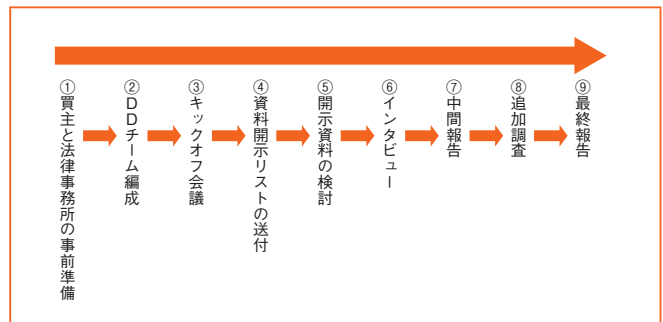 ①買主と法律事務所の事前準備
②DDチーム編成
③キックオフ会議
④資料開示リストの送付
⑤開示資料の検討
⑥インタビュー
⑦中間報告
⑧追加調査
⑨最終報告